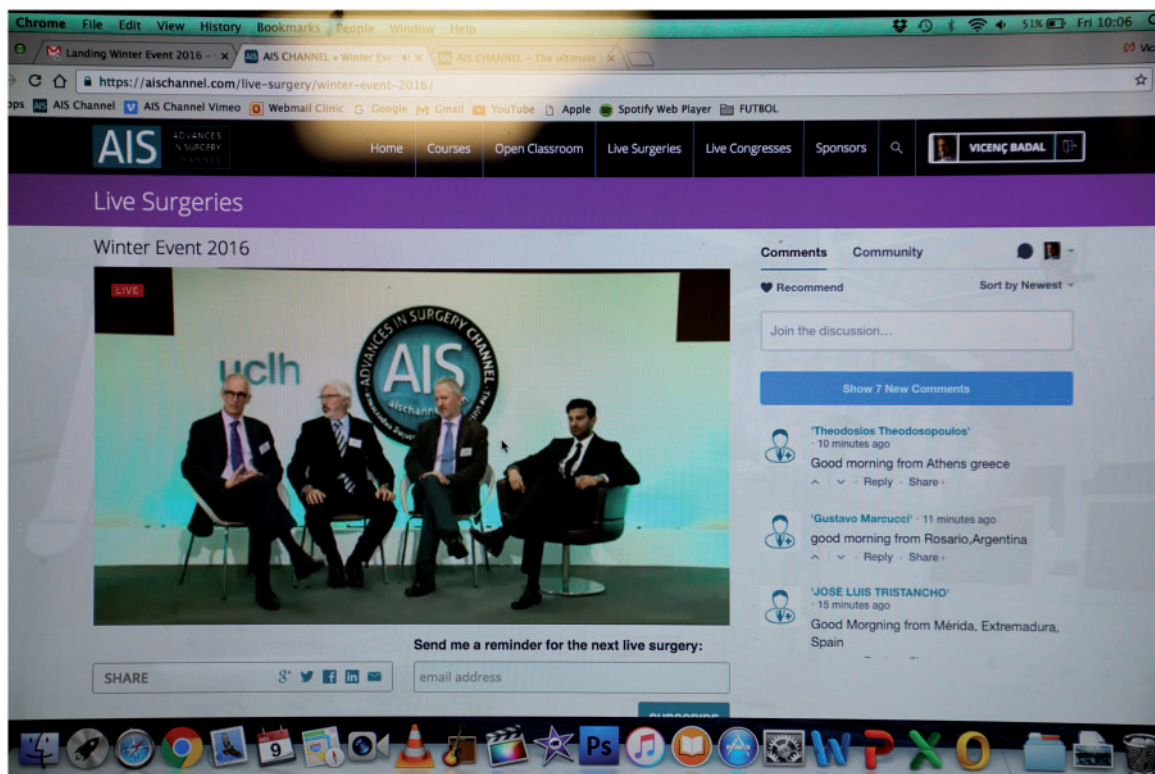 Chrome File Edit View History Bookmarks People Window Help 51% Fri 10:06
Landing Winter Event 2016 - x AIS CHANNEL » Winter Eve x AIS CHANNEL – The ultimate x
https://aischannel.com/live-surgery/winter-event-2016/
AIS Channel AIS Channel Vimeo Webmail Clinic Google Gmail YouTube Apple Spotify Web Player FUTBOL
AIS ADVANCES IN SURGERY CHANNEL
Home Courses Open Classroom Live Surgeries Live Congresses Sponsors VICENÇ BADAL
Live Surgeries
Winter Event 2016
LIVE
uclh
ADVANCES IN SURGERY CHANNEL
AIS
Comments Community
Recommend Sort by Newest
Join the discussion...
Show 7 New Comments
'Theodosios Theodosopoulos'
· 10 minutes ago
Good morning from Athens greece
Reply · Share ›
'Gustavo Marcucci' · 11 minutes ago
good morning from Rosario,Argentina
Reply · Share ›
'JOSÉ LUIS TRISTANCHO'
· 15 minutes ago
Good Morgning from Mérida, Extremadura,
Spain
Send me a reminder for the next live surgery:
SHARE
email address
SUBSCRIBE
9
Ps